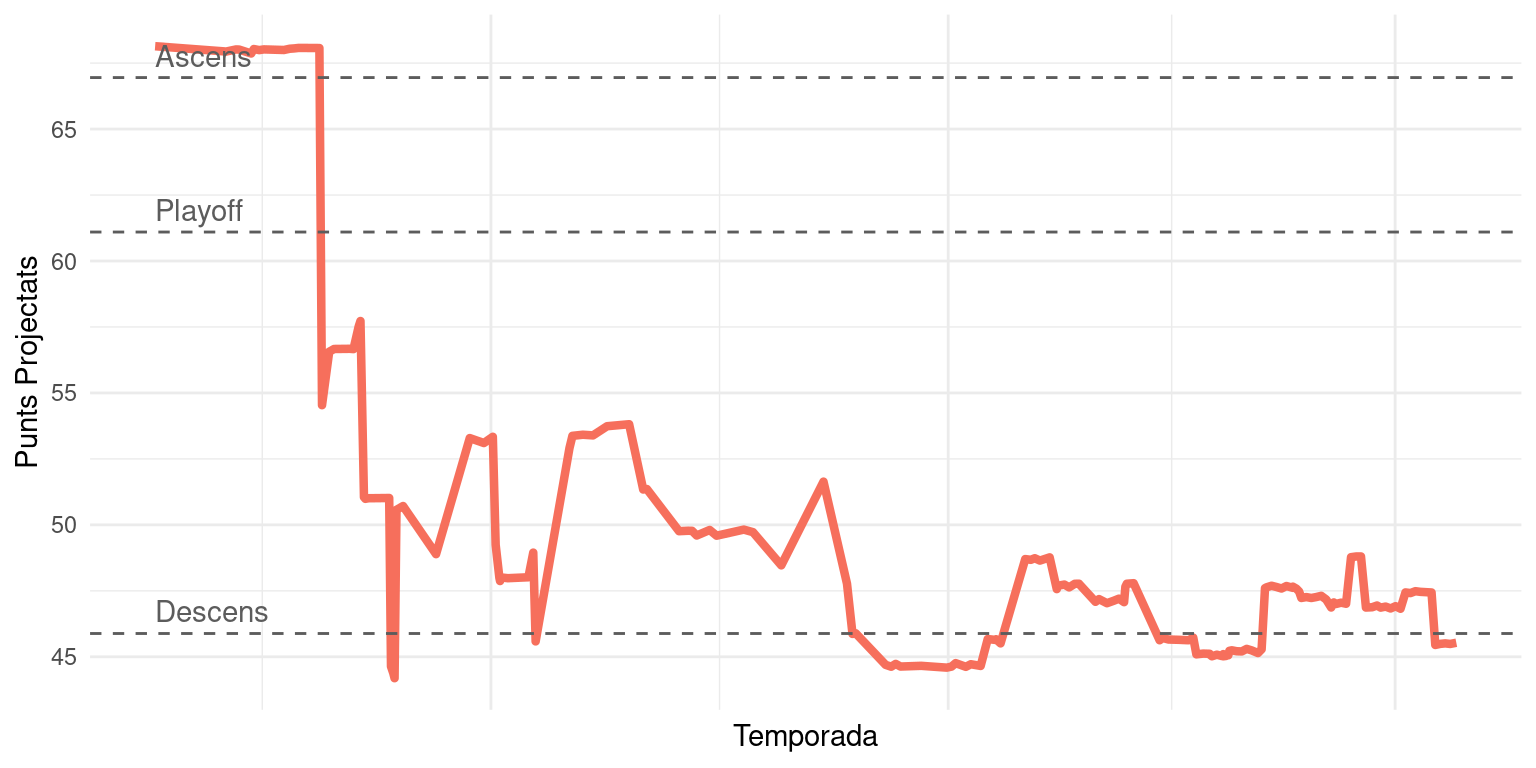 Ascens
65
Playoff
60
55
50
Descens
45
Punts Projectats
Temporada